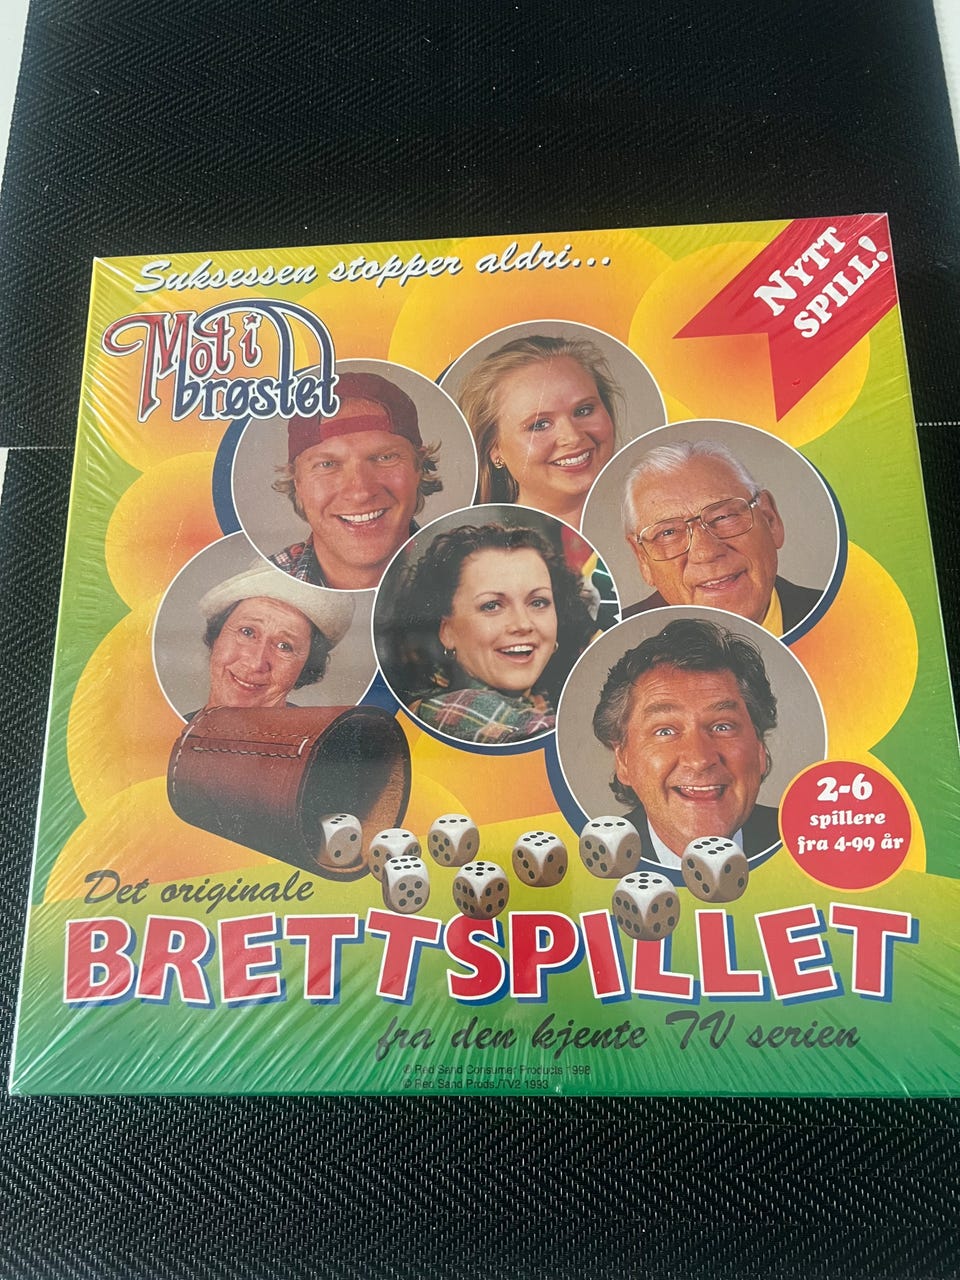 Suksessen stopper aldri...
NYTT
SPILL!
Mot i
brøstet
2-6
spillere
fra 4-99 år
Det originale
BRETTSPILLET
fra den kjente TV serien
© Red Sand Consumer Products 1998
© Red Sand Prods./TV2 1993